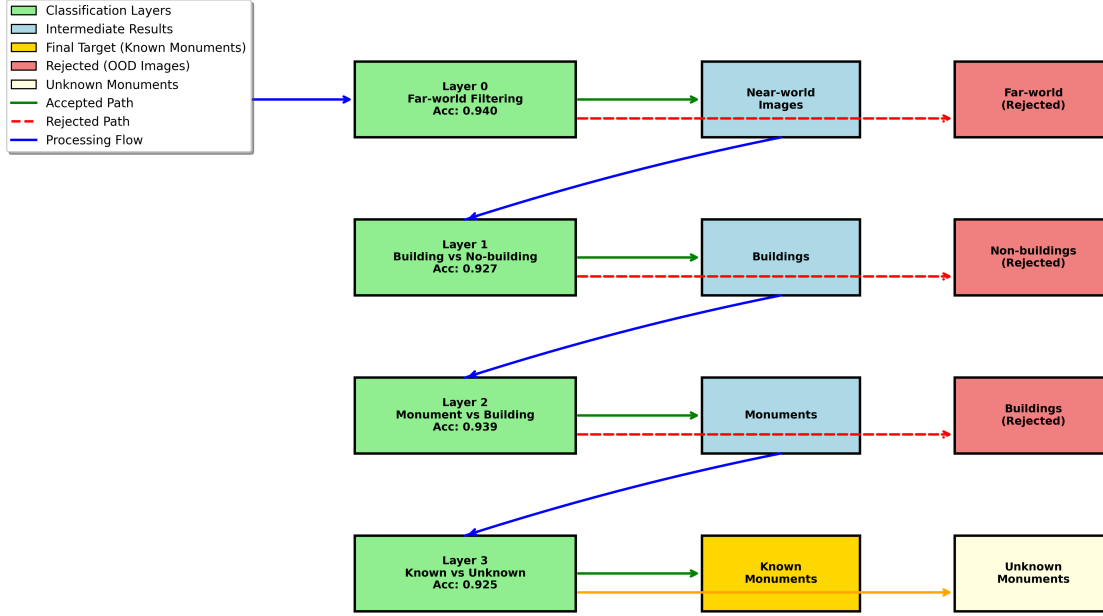 Classification Layers
Intermediate Results
Final Target (Known Monuments)
Rejected (OOD Images)
Unknown Monuments
Accepted Path
Rejected Path
Processing Flow
Layer 0
Far-world Filtering
Acc: 0.940
Near-world
Images
Far-world
(Rejected)
Layer 1
Building vs No-building
Acc: 0.927
Buildings
Non-buildings
(Rejected)
Layer 2
Monument vs Building
Acc: 0.939
Monuments
Buildings
(Rejected)
Layer 3
Known vs Unknown
Acc: 0.925
Known
Monuments
Unknown
Monuments